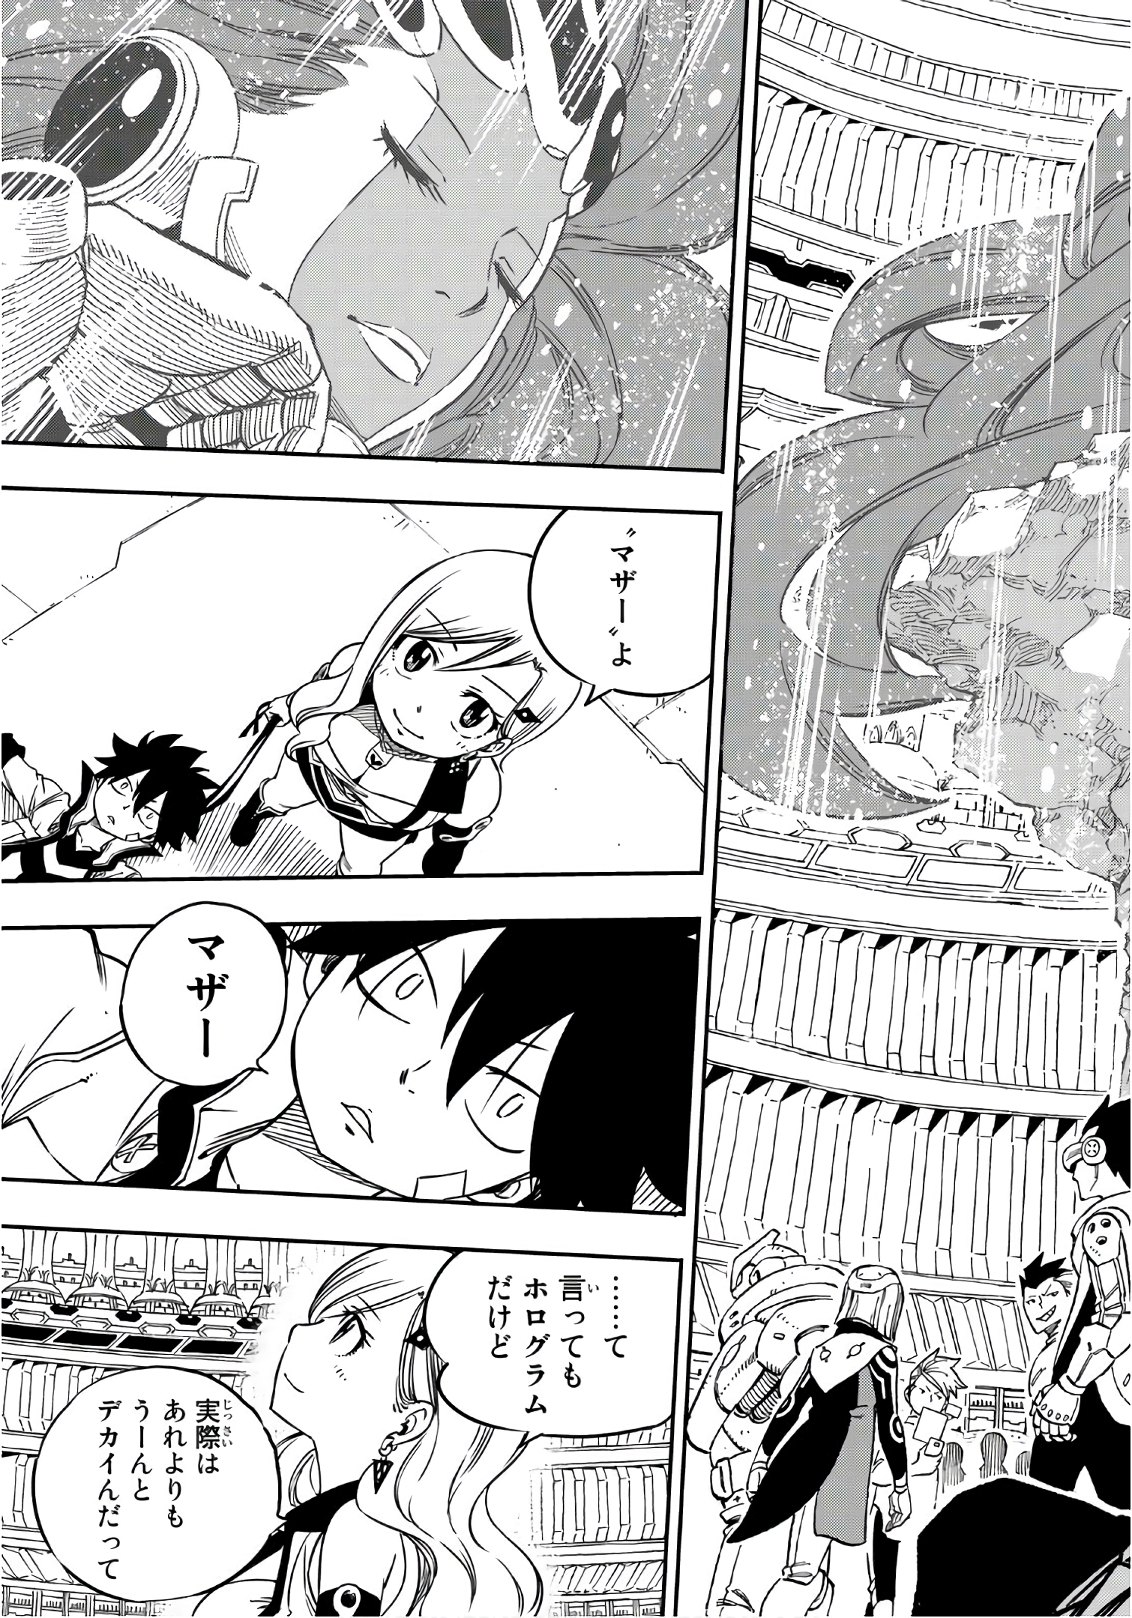 〝マザー〟よ
マザー
……て
言っても
ホログラム
だけど
実際は
あれよりも
うーんと
デカイんだって